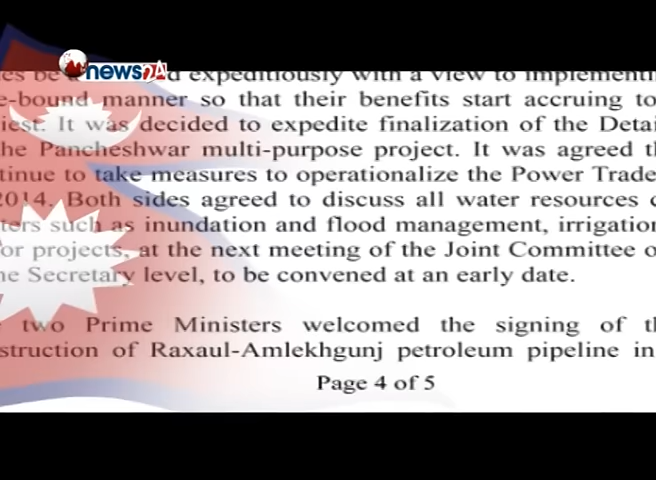 news24
es be d expeditiously with a view to implementi
e-bound manner so that their benefits start accruing to
iest. It was decided to expedite finalization of the Detai
he Pancheshwar multi-purpose project. It was agreed th
tinue to take measures to operationalize the Power Trade
2014. Both sides agreed to discuss all water resources
ters such as inundation and flood management, irrigation
or projects, at the next meeting of the Joint Committee o
he Secretary level, to be convened at an early date.
two Prime Ministers welcomed the signing of th
struction of Raxaul-Amlekhgunj petroleum pipeline in
Page 4 of 5